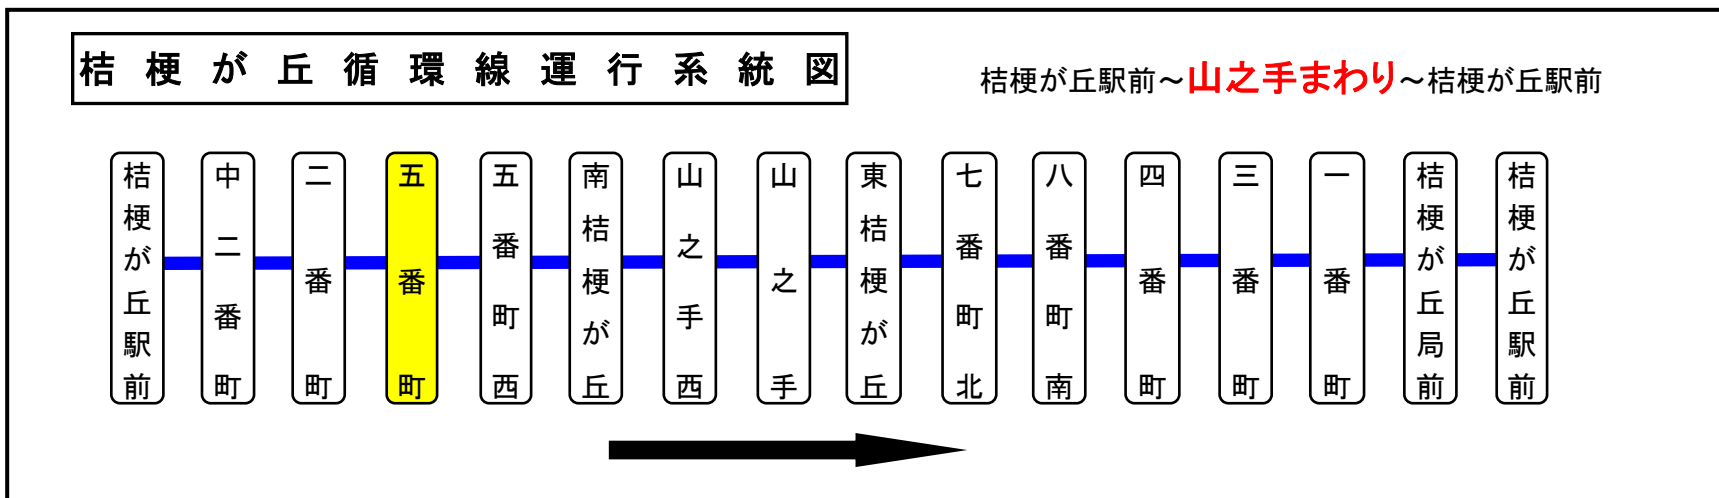 桔梗が丘循環線運行系統図
桔梗が丘駅前～山之手まわり～桔梗が丘駅前
桔梗が丘駅前
中二番町
二番町
五番町
五番町西
南桔梗が丘
山之手西
山之手
東桔梗が丘
七番町北
八番町南
四番町
三番町
一番町
桔梗が丘局前
桔梗が丘駅前